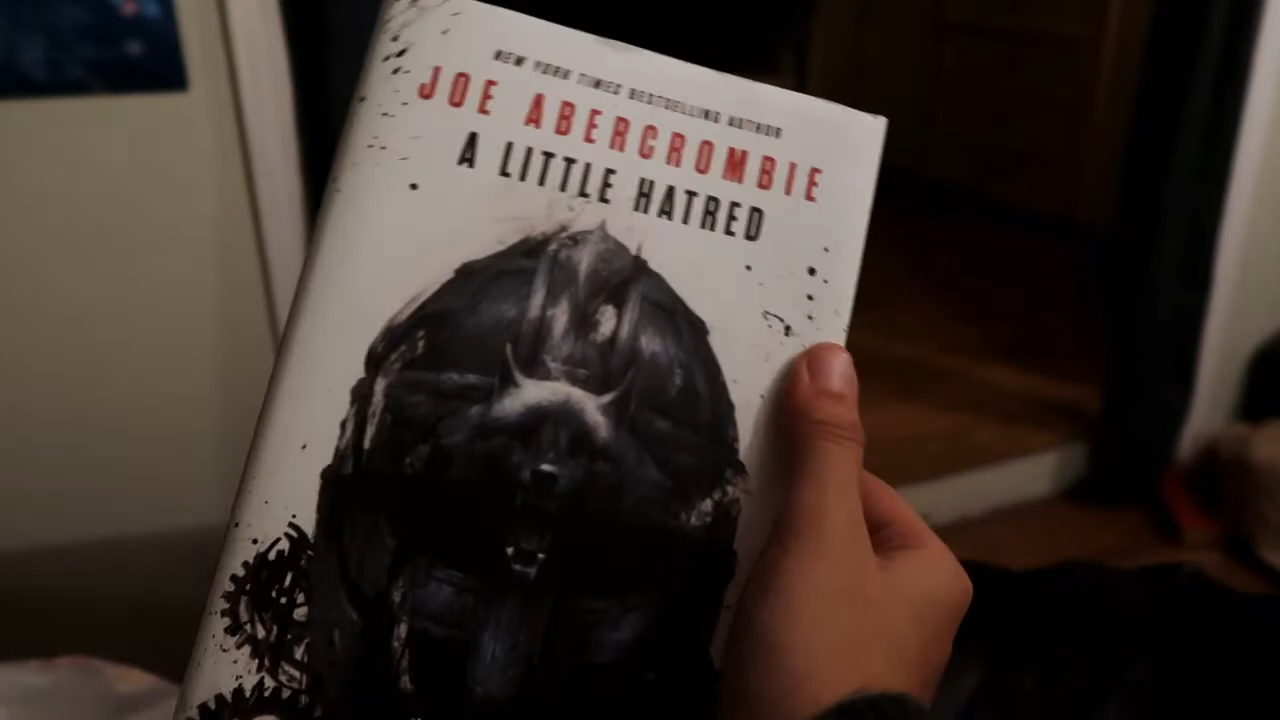 NEW YORK TIMES BESTSELLING AUTHOR
JOE ABERCROMBIE
A LITTLE HATRED